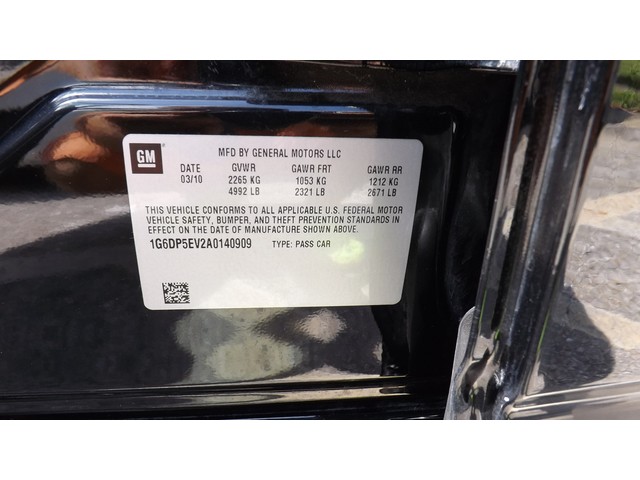 GM
MFD BY GENERAL MOTORS LLC
DATE GVWR GAWR FRT GAWR RR
03/10 2265 KG 1053 KG 1212 KG
4992 LB 2321 LB 2671 LB
THIS VEHICLE CONFORMS TO ALL APPLICABLE U.S. FEDERAL MOTOR
VEHICLE SAFETY, BUMPER, AND THEFT PREVENTION STANDARDS IN
EFFECT ON THE DATE OF MANUFACTURE SHOWN ABOVE.
1G6DP5EV2A0140909 TYPE: PASS CAR